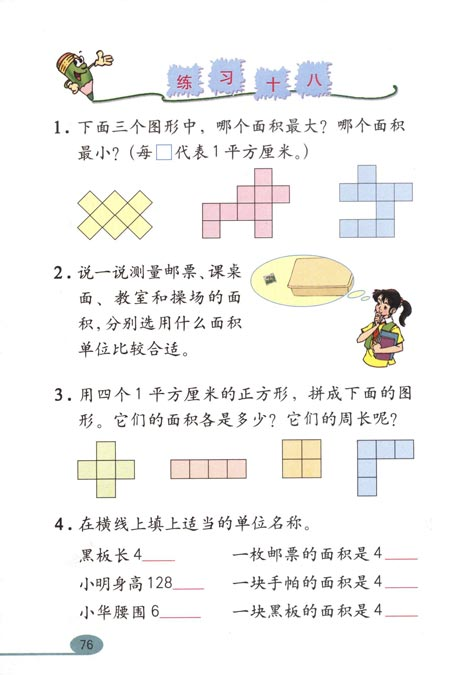 练习十八
1. 下面三个图形中，哪个面积最大？哪个面积
最小？(每□代表1平方厘米。)
2. 说一说测量邮票、课桌
面、教室和操场的面
积，分别选用什么面积
单位比较合适。
3. 用四个1平方厘米的正方形，拼成下面的图
形。它们的面积各是多少？它们的周长呢？
4. 在横线上填上适当的单位名称。
黑板长4____ 一枚邮票的面积是4____
小明身高128____ 一块手帕的面积是4____
小华腰围6____ 一块黑板的面积是4____
76